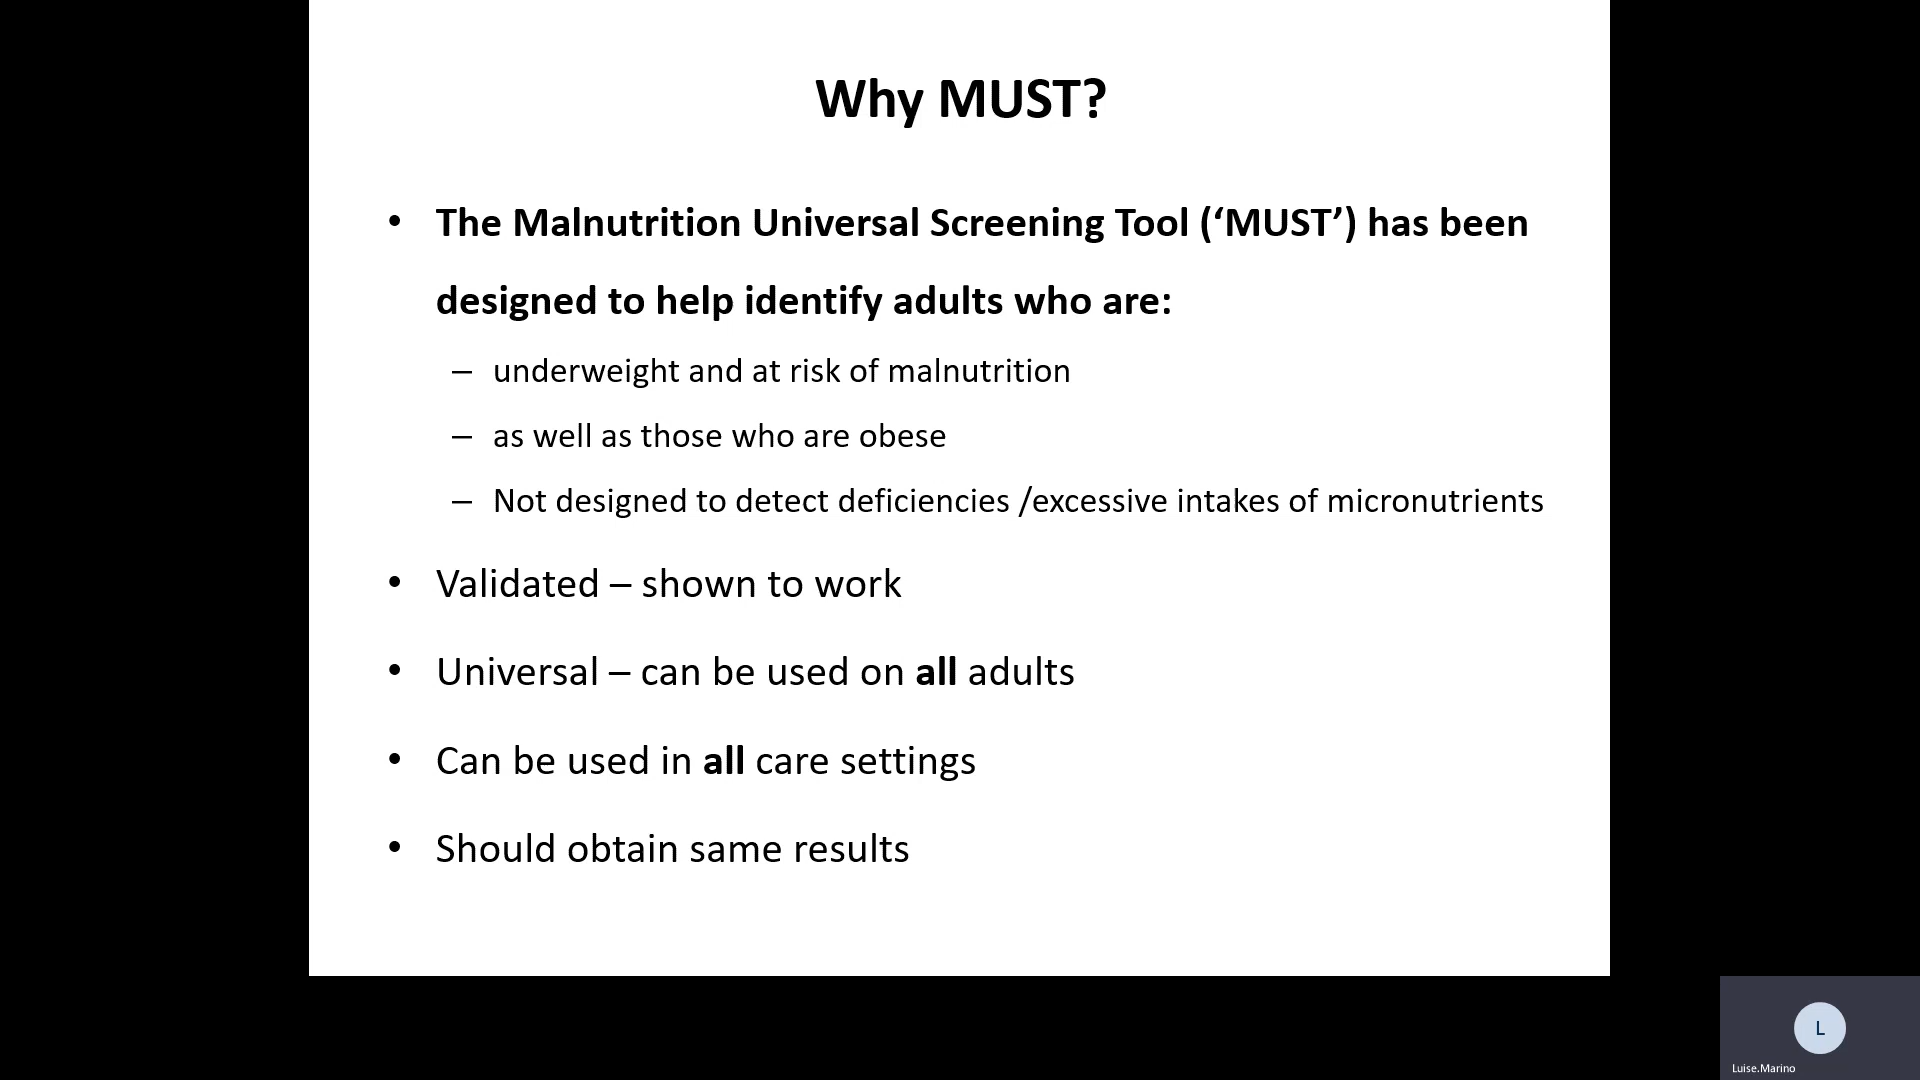 Why MUST?
• The Malnutrition Universal Screening Tool (‘MUST’) has been
designed to help identify adults who are:
– underweight and at risk of malnutrition
– as well as those who are obese
– Not designed to detect deficiencies /excessive intakes of micronutrients
• Validated – shown to work
• Universal – can be used on all adults
• Can be used in all care settings
• Should obtain same results
L
Luise.Marino